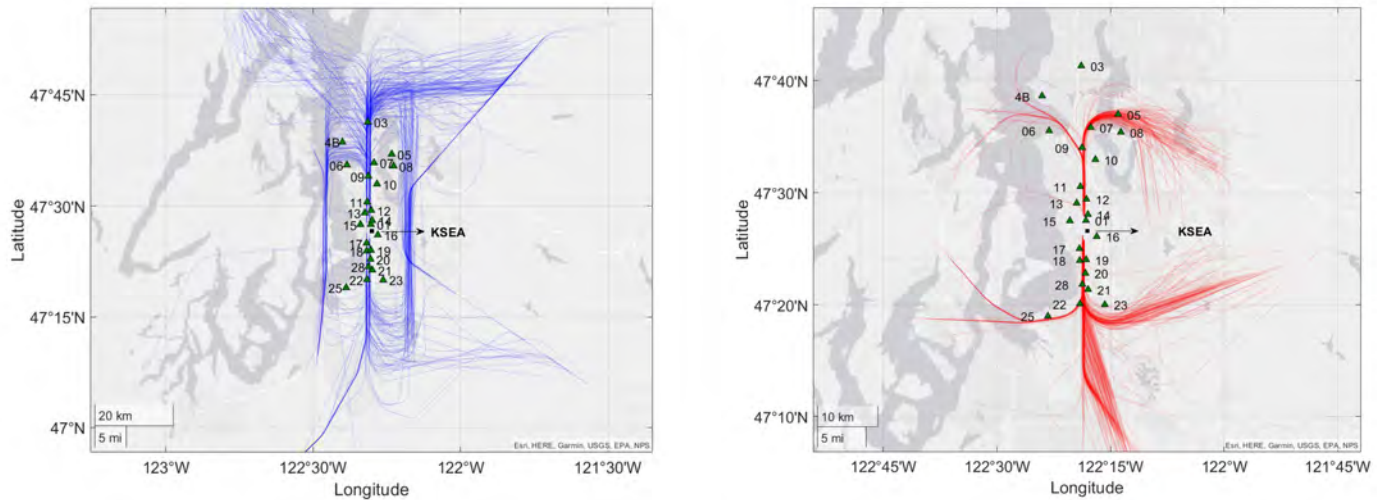 47°45'N
47°30'N
47°15'N
47°N
Latitude
03
4B
05
06
07
08
09
10
11
12
13
14
15
01
KSEA
16
17
18
19
20
28
21
22
23
25
20 km
5 mi
Esri, HERE, Garmin, USGS, EPA, NPS
123°W
122°30'W
122°W
121°30'W
Longitude
47°40'N
47°30'N
47°20'N
47°10'N
Latitude
03
4B
05
06
07
08
09
10
11
12
13
14
15
01
KSEA
16
17
18
19
20
28
21
22
23
25
10 km
5 mi
Esri, HERE, Garmin, USGS, EPA, NPS
122°45'W
122°30'W
122°15'W
122°W
121°45'W
Longitude